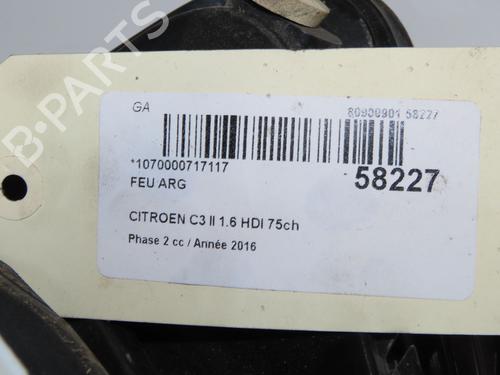 GA
80900901 58227
*1070000717117
58227
FEU ARG
CITROEN C3 II 1.6 HDI 75ch
Phase 2 cc / Année 2016
B-PARTS